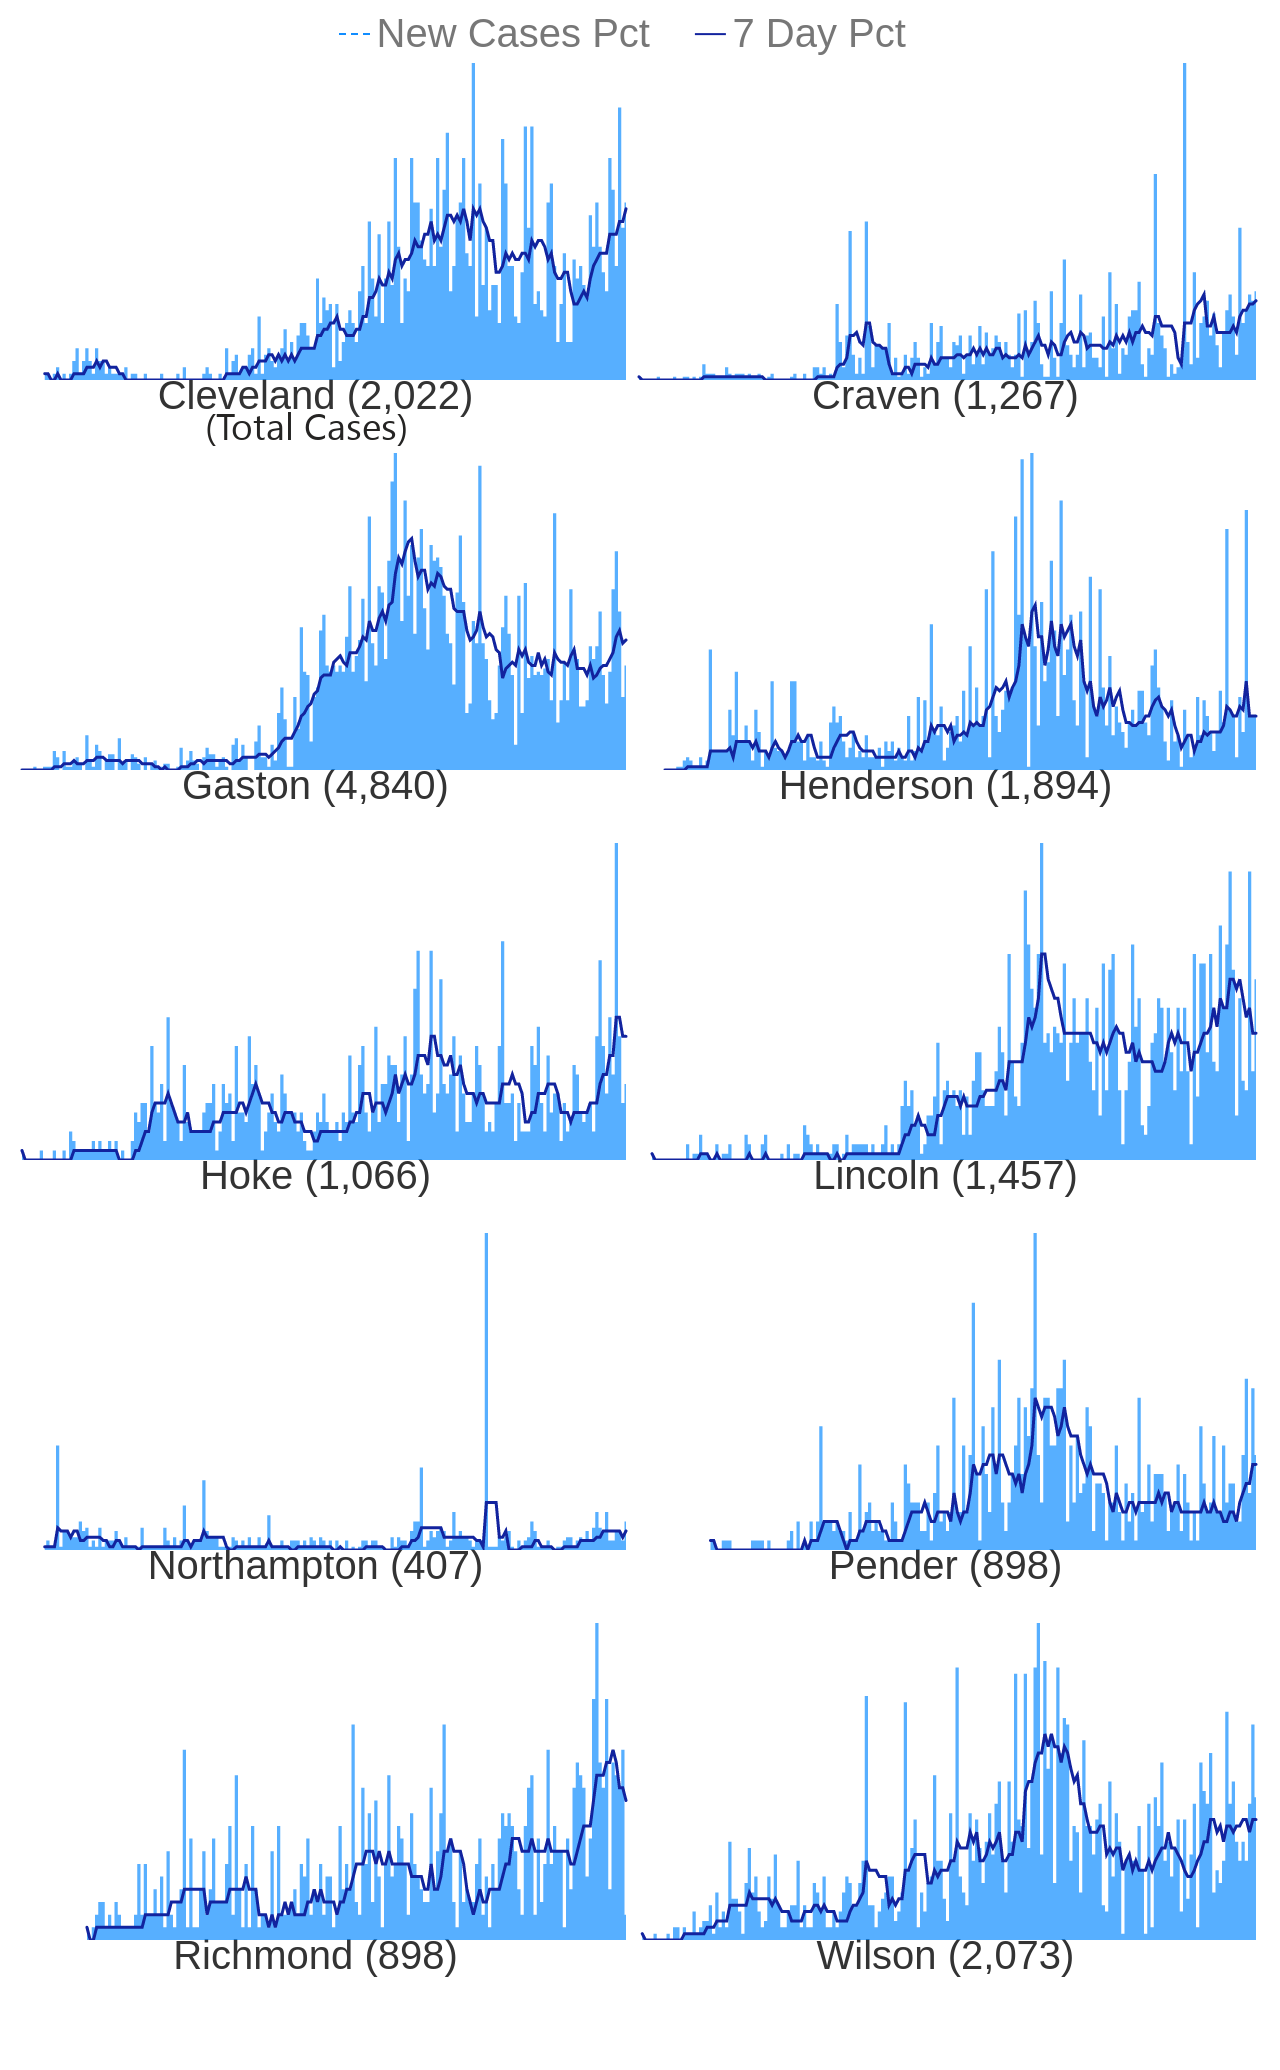 New Cases Pct 7 Day Pct
Cleveland (2,022) Craven (1,267)
(Total Cases)
Gaston (4,840) Henderson (1,894)
Hoke (1,066) Lincoln (1,457)
Northampton (407) Pender (898)
Richmond (898) Wilson (2,073)